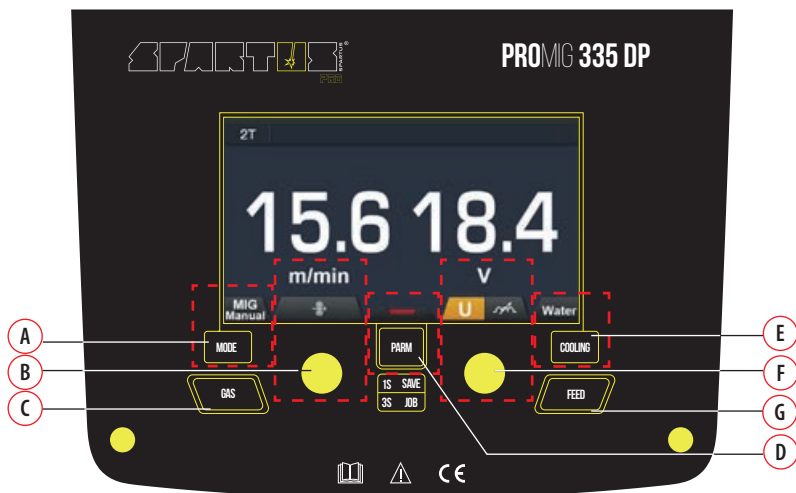 SPARTUS®
SPARTUS
PRO
PROMIG 335 DP
2T
15.6 18.4
m/min V
MIG Manual
U
Water
A
MODE
PARM
COOLING
E
B
F
C
GAS
1S SAVE
3S JOB
FEED
G
D
CE